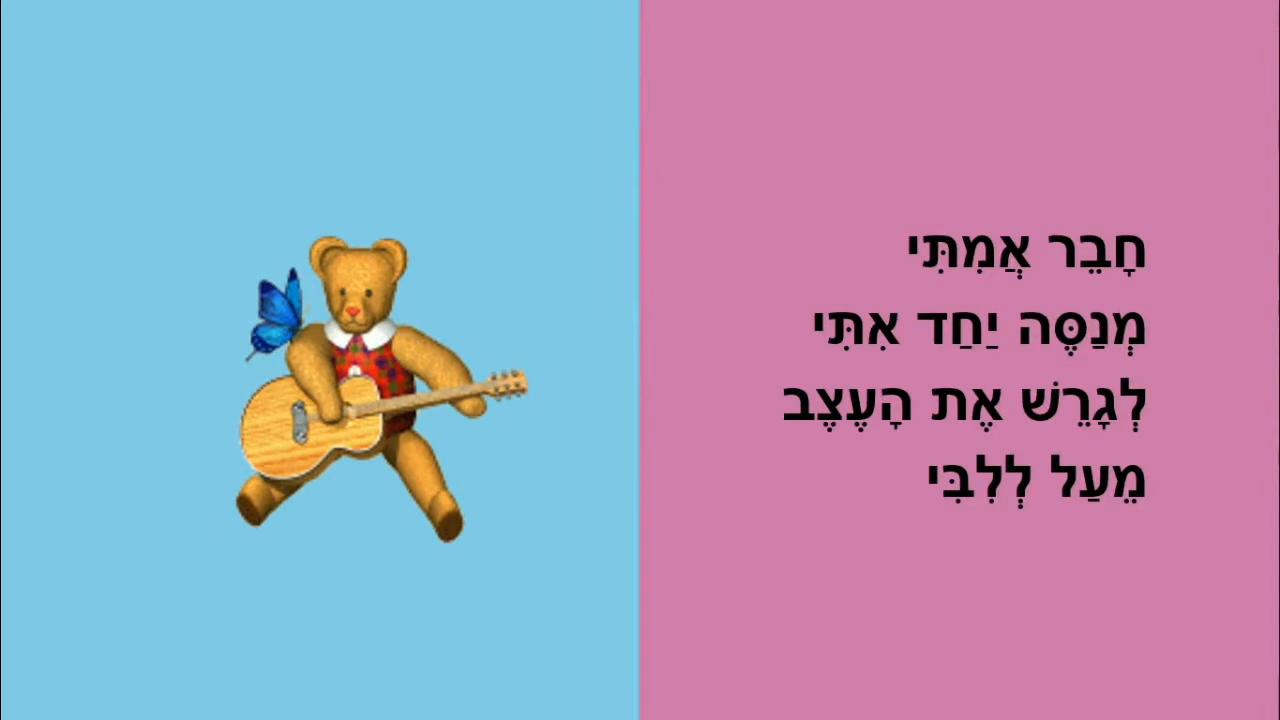 חָבֵר אֲמִתִּי
מְנַסֶּה יַחַד אִתִּי
לְגָרֵשׁ אֶת הָעֶצֶב
מֵעַל לְלִבִּי